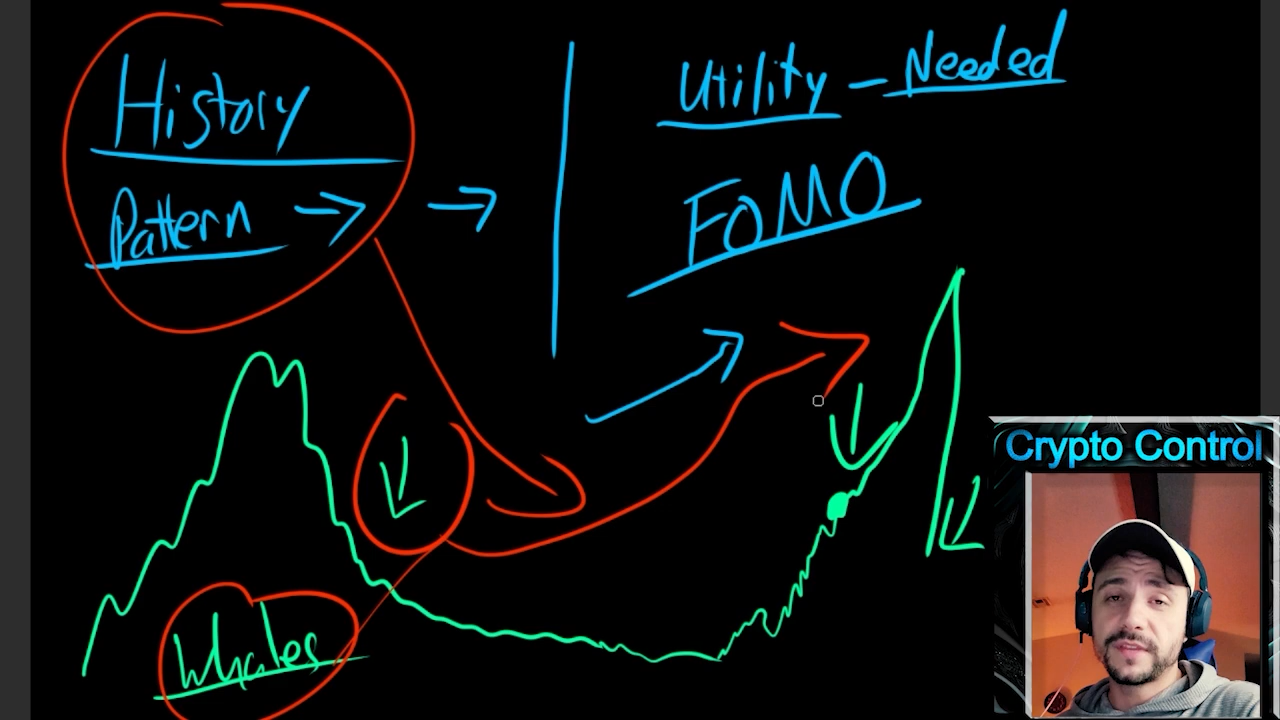 History
Pattern
Utility - Needed
FOMO
Whales
Crypto Control